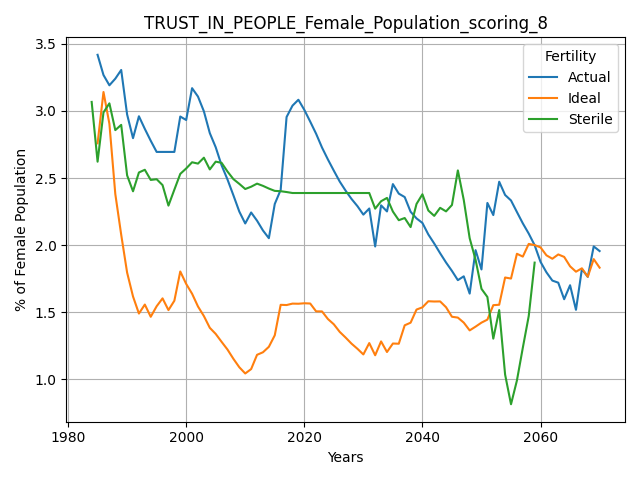 TRUST_IN_PEOPLE_Female_Population_scoring_8
Fertility
Actual
Ideal
Sterile
% of Female Population
3.5
3.0
2.5
2.0
1.5
1.0
1980
2000
2020
2040
2060
Years